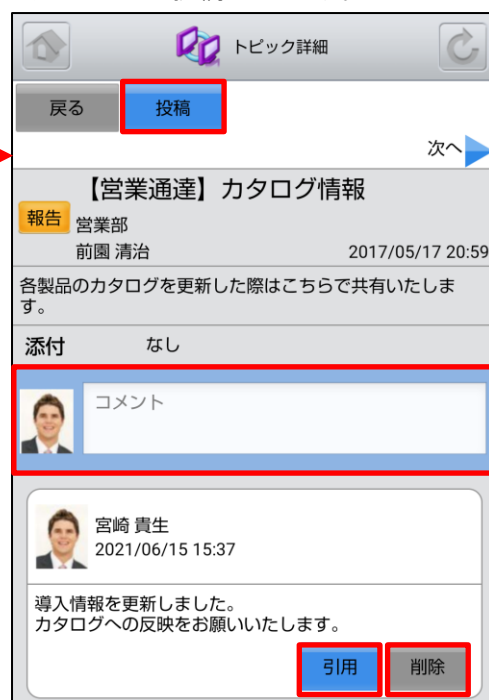 トピック詳細
戻る
投稿
次へ
【営業通達】カタログ情報
報告
営業部
前園 清治
2017/05/17 20:59
各製品のカタログを更新した際はこちらで共有いたしま
す。
添付 なし
コメント
宮崎 貴生
2021/06/15 15:37
導入情報を更新しました。
カタログへの反映をお願いいたします。
引用
削除